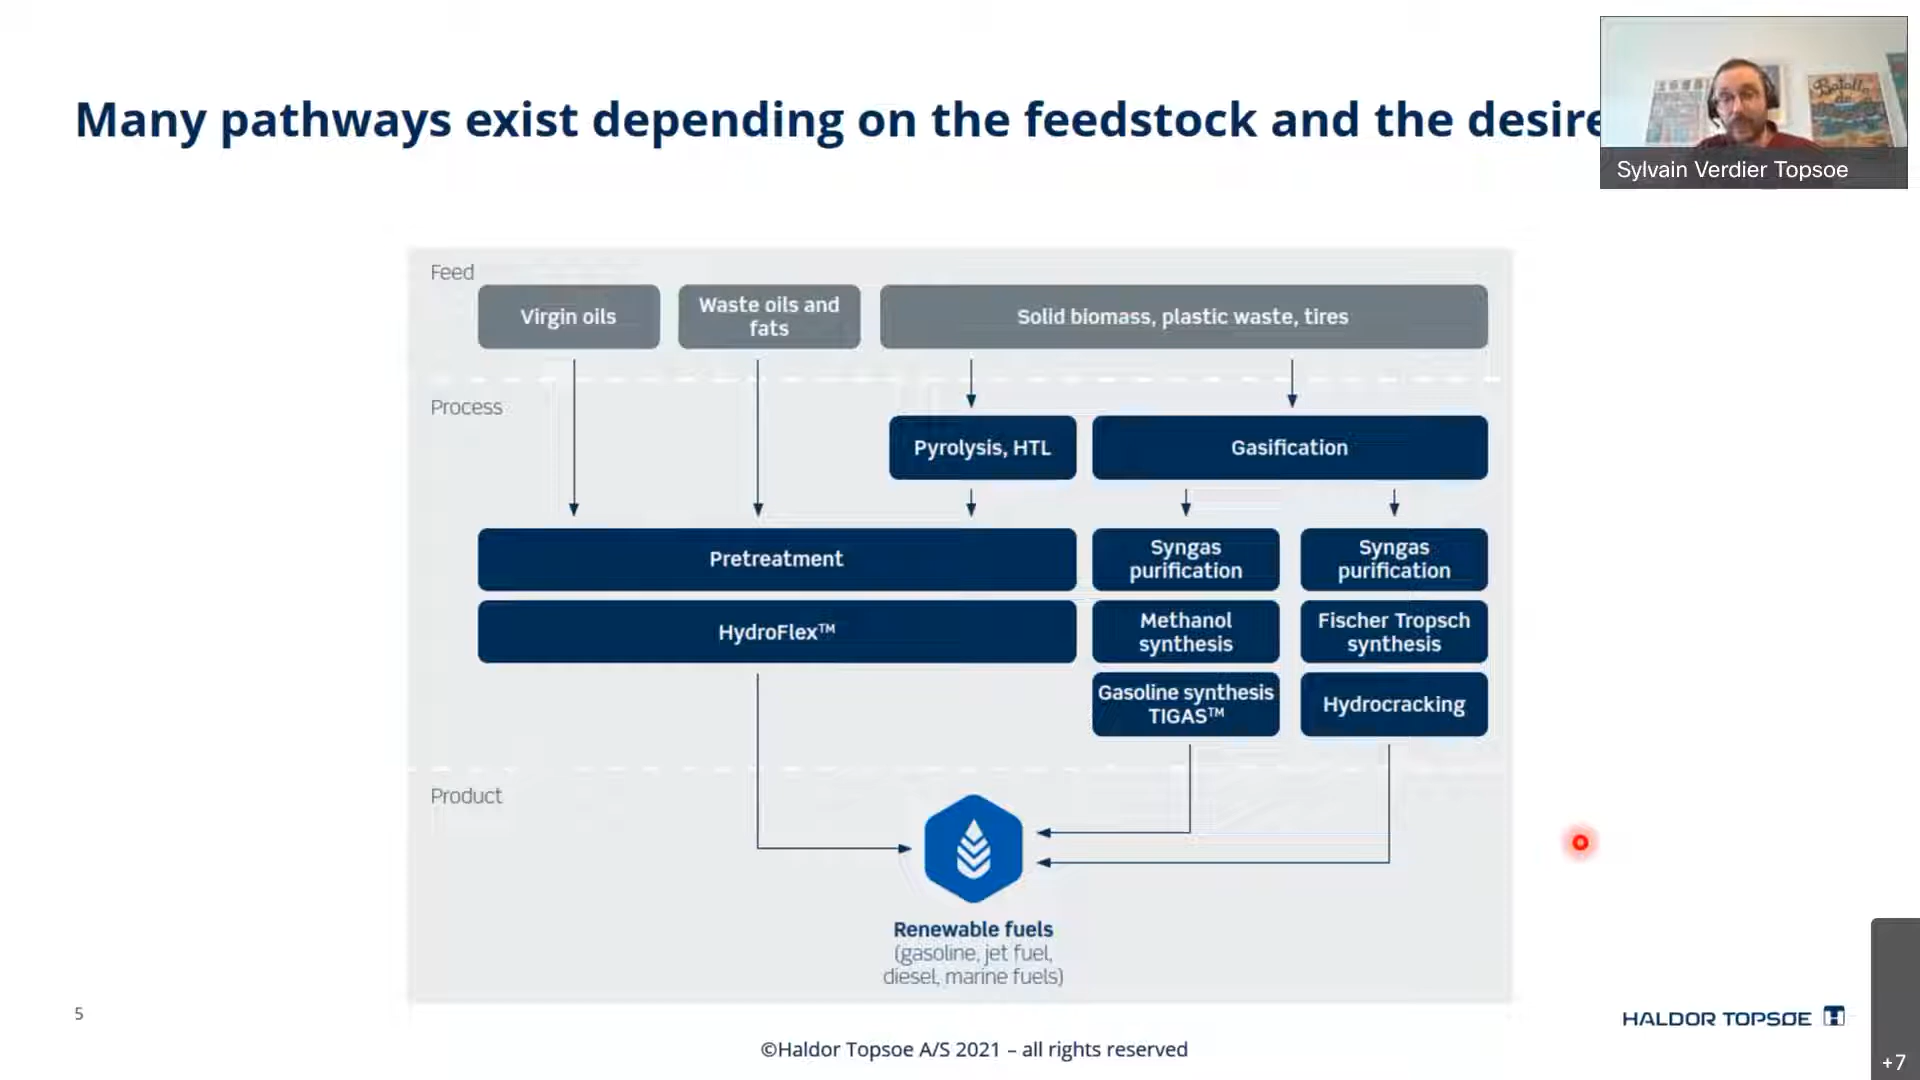 Many pathways exist depending on the feedstock and the desire
Sylvain Verdier Topsoe
Feed
Virgin oils
Waste oils and
fats
Solid biomass, plastic waste, tires
Process
Pyrolysis, HTL
Gasification
Pretreatment
Syngas
purification
Syngas
purification
HydroFlex™
Methanol
synthesis
Fischer Tropsch
synthesis
Gasoline synthesis
TIGAS™
Hydrocracking
Product
Renewable fuels
(gasoline, jet fuel,
diesel, marine fuels)
5
HALDOR TOPSØE
©Haldor Topsoe A/S 2021 – all rights reserved
+7